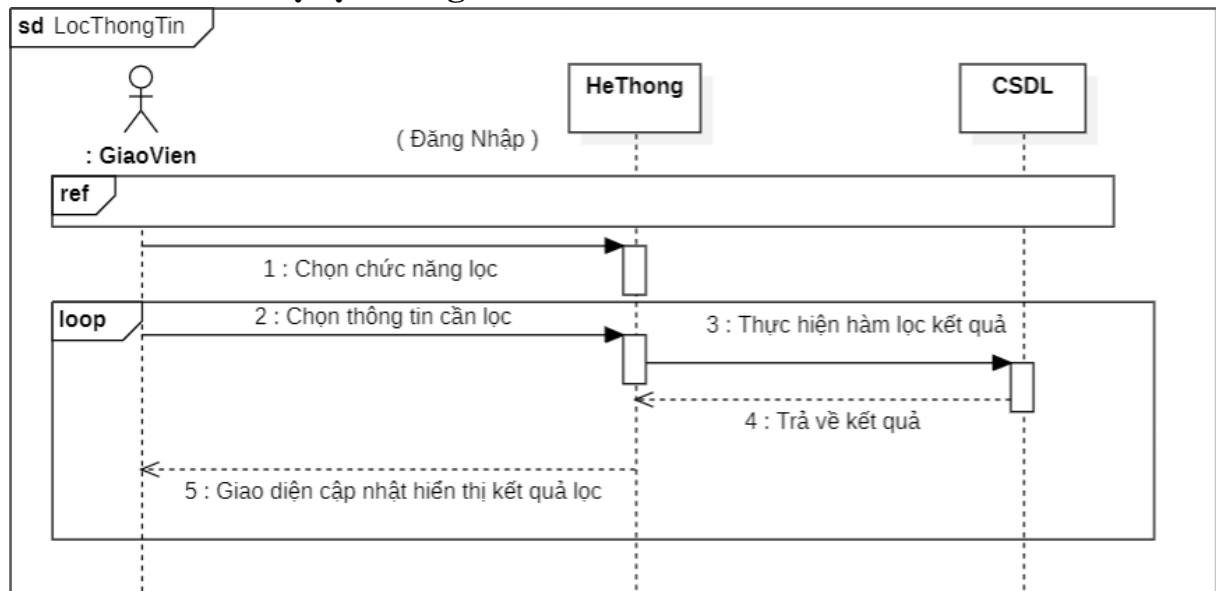 sd LocThongTin
HeThong
CSDL
( Đăng Nhập )
: GiaoVien
ref
1 : Chọn chức năng lọc
loop
2 : Chọn thông tin cần lọc
3 : Thực hiện hàm lọc kết quả
4 : Trả về kết quả
5 : Giao diện cập nhật hiển thị kết quả lọc